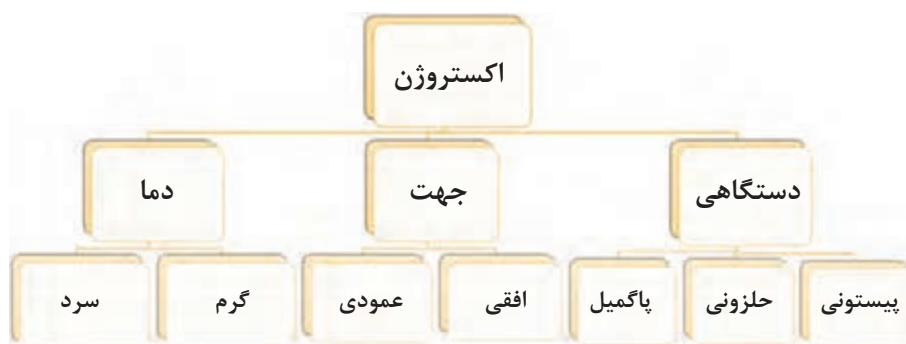 اکستروژن
دستگاهی
جهت
دما
پیستونی
حلزونی
پاگمیل
افقی
عمودی
گرم
سرد